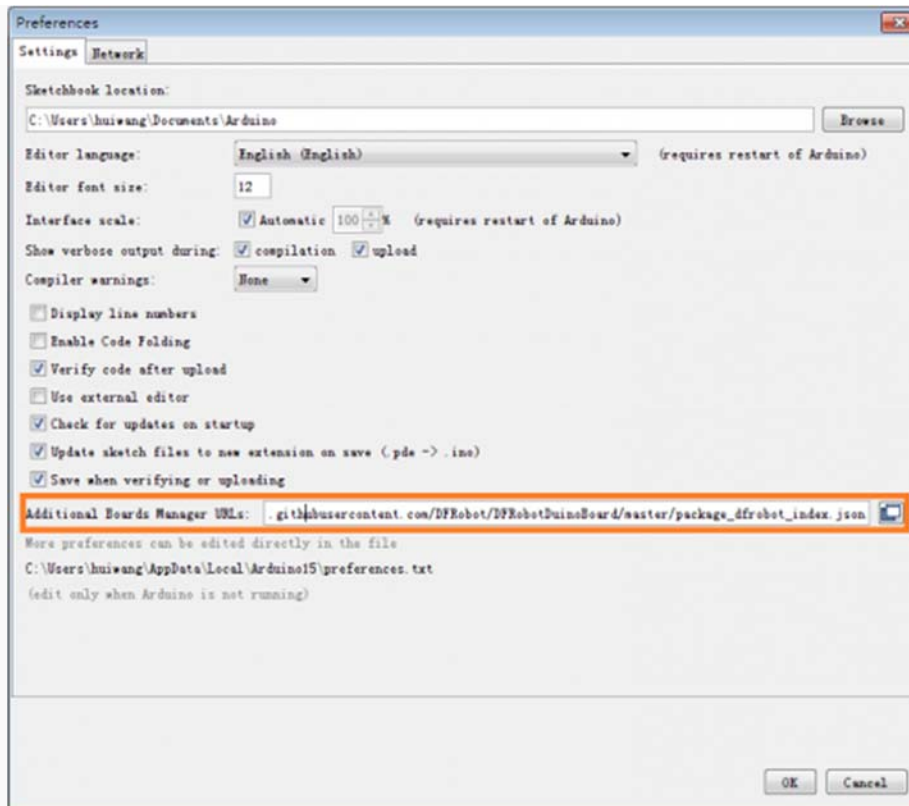 Preferences
Settings Network
Sketchbook location:
C:\Users\huiwang\Documents\Arduino Browse
Editor language: English (English) (requires restart of Arduino)
Editor font size: 12
Interface scale: Automatic 100 % (requires restart of Arduino)
Show verbose output during: compilation upload
Compiler warnings: None
Display line numbers
Enable Code Folding
Verify code after upload
Use external editor
Check for updates on startup
Update sketch files to new extension on save (.pde -> .ino)
Save when verifying or uploading
Additional Boards Manager URLs: .githubusercontent.com/DFRobot/DFRobotDuinoBoard/master/package_dfrobot_index.json
More preferences can be edited directly in the file
C:\Users\huiwang\AppData\Local\Arduino15\preferences.txt
(edit only when Arduino is not running)
OK Cancel